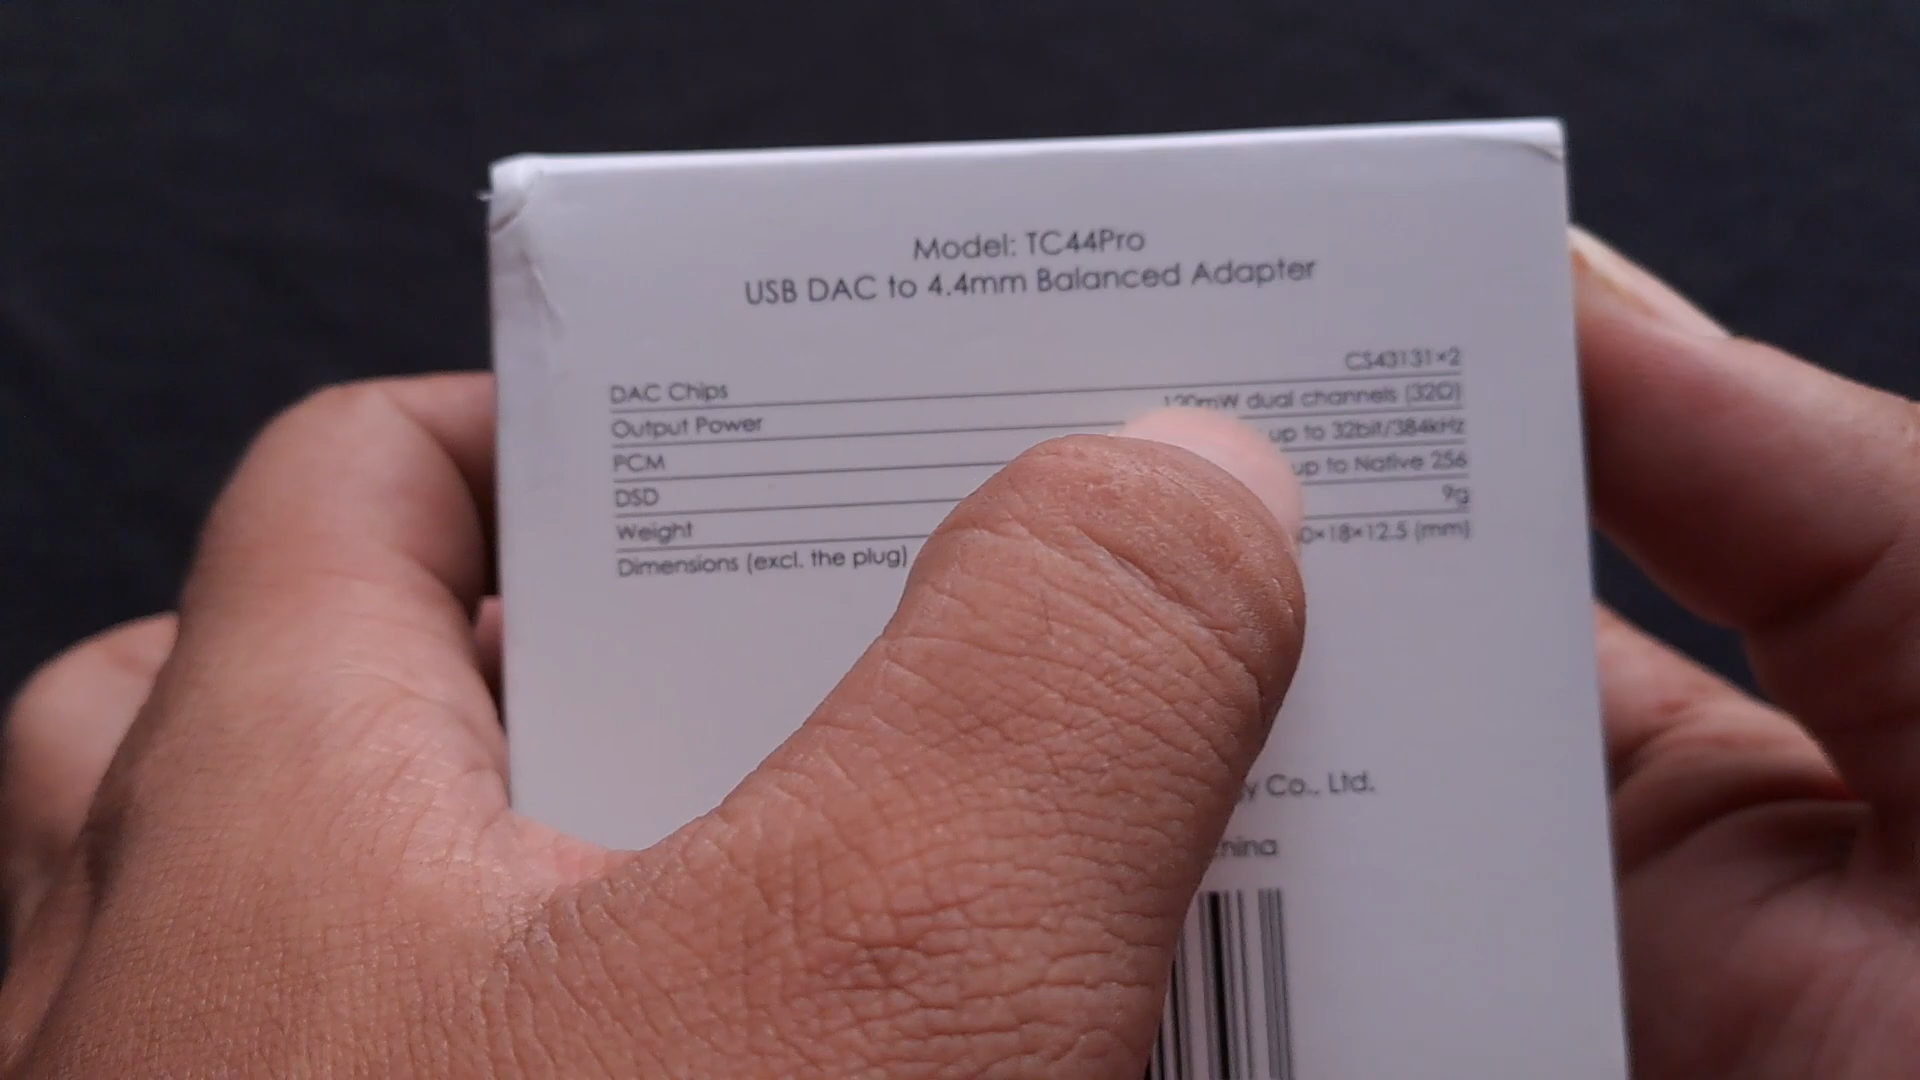 Model: TC44Pro
USB DAC to 4.4mm Balanced Adapter
DAC Chips CS43131×2
Output Power 120mW dual channels (32Ω)
PCM up to 32bit/384kHz
DSD up to Native 256
Weight 9g
Dimensions (excl. the plug) 0×18×12.5 (mm)
Co., Ltd.